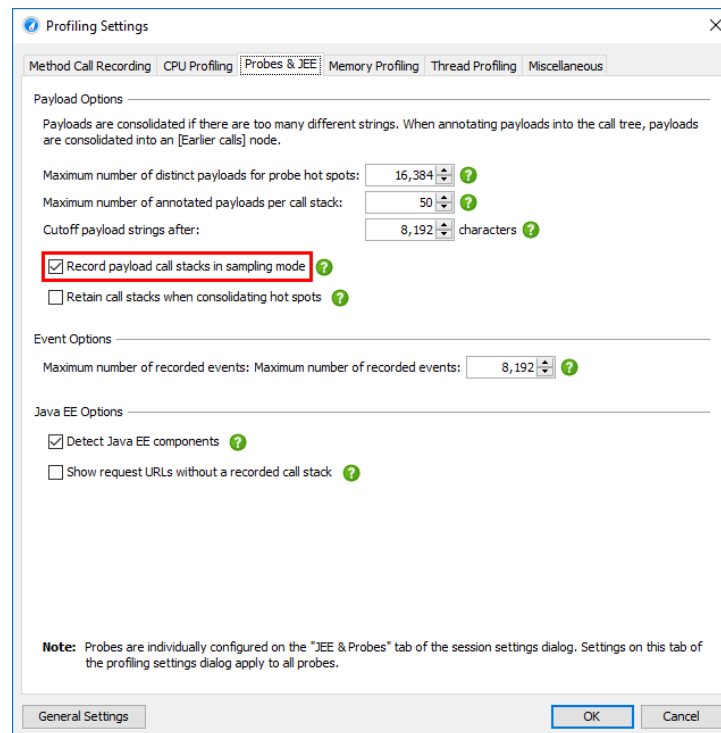 Profiling Settings
Method Call Recording CPU Profiling Probes & JEE Memory Profiling Thread Profiling Miscellaneous
Payload Options
Payloads are consolidated if there are too many different strings. When annotating payloads into the call tree, payloads
are consolidated into an [Earlier calls] node.
Maximum number of distinct payloads for probe hot spots: 16,384
Maximum number of annotated payloads per call stack: 50
Cutoff payload strings after: 8,192 characters
Record payload call stacks in sampling mode
Retain call stacks when consolidating hot spots
Event Options
Maximum number of recorded events: Maximum number of recorded events: 8,192
Java EE Options
Detect Java EE components
Show request URLs without a recorded call stack
Note: Probes are individually configured on the "JEE & Probes" tab of the session settings dialog. Settings on this tab of
the profiling settings dialog apply to all probes.
General Settings OK Cancel